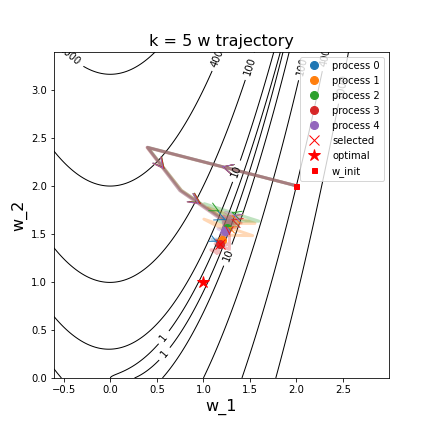 k = 5 w trajectory
w_2
3.0
2.5
2.0
1.5
1.0
0.5
0.0
400
100
100
10
10
1
1
process 0
process 1
process 2
process 3
process 4
selected
optimal
w_init
−0.5
0.0
0.5
1.0
1.5
2.0
2.5
w_1